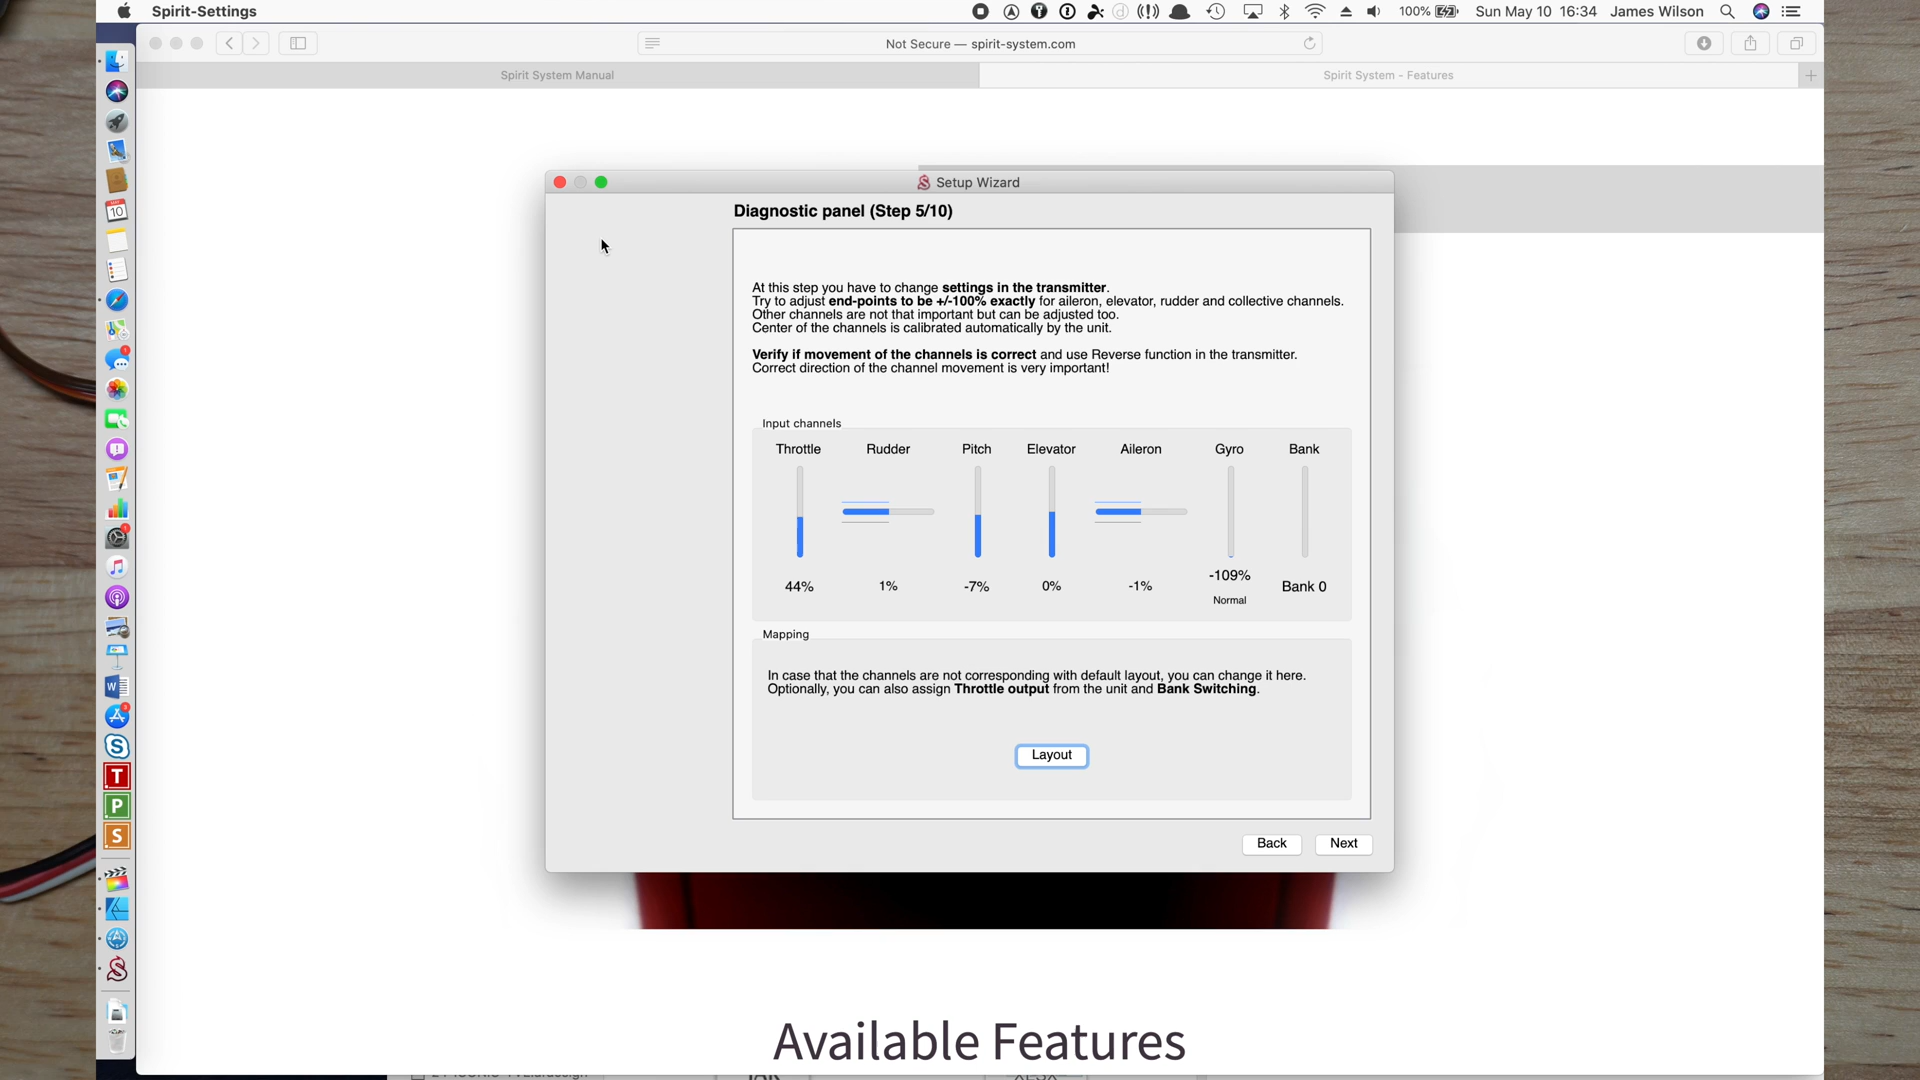 Spirit-Settings
100%
Sun May 10 16:34
James Wilson
Not Secure — spirit-system.com
Spirit System Manual
Spirit System - Features
Setup Wizard
Diagnostic panel (Step 5/10)
At this step you have to change settings in the transmitter.
Try to adjust end-points to be +/-100% exactly for aileron, elevator, rudder and collective channels.
Other channels are not that important but can be adjusted too.
Center of the channels is calibrated automatically by the unit.
Verify if movement of the channels is correct and use Reverse function in the transmitter.
Correct direction of the channel movement is very important!
Input channels
Throttle Rudder Pitch Elevator Aileron Gyro Bank
44% 1% -7% 0% -1% -109% Bank 0
Normal
Mapping
In case that the channels are not corresponding with default layout, you can change it here.
Optionally, you can also assign Throttle output from the unit and Bank Switching.
Layout
Back Next
MAY
10
W
S
T
P
S
Available Features